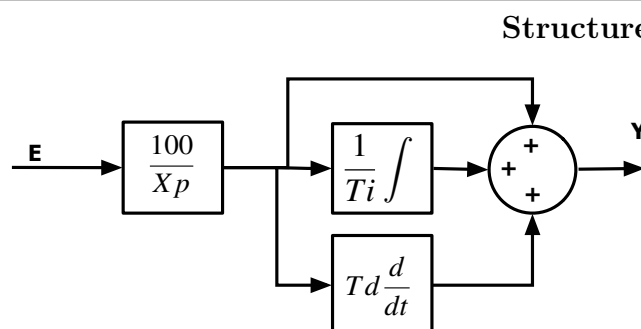 Structure
E
100
Xp
1
Ti ∫
+
+
+
Y
Td d
dt